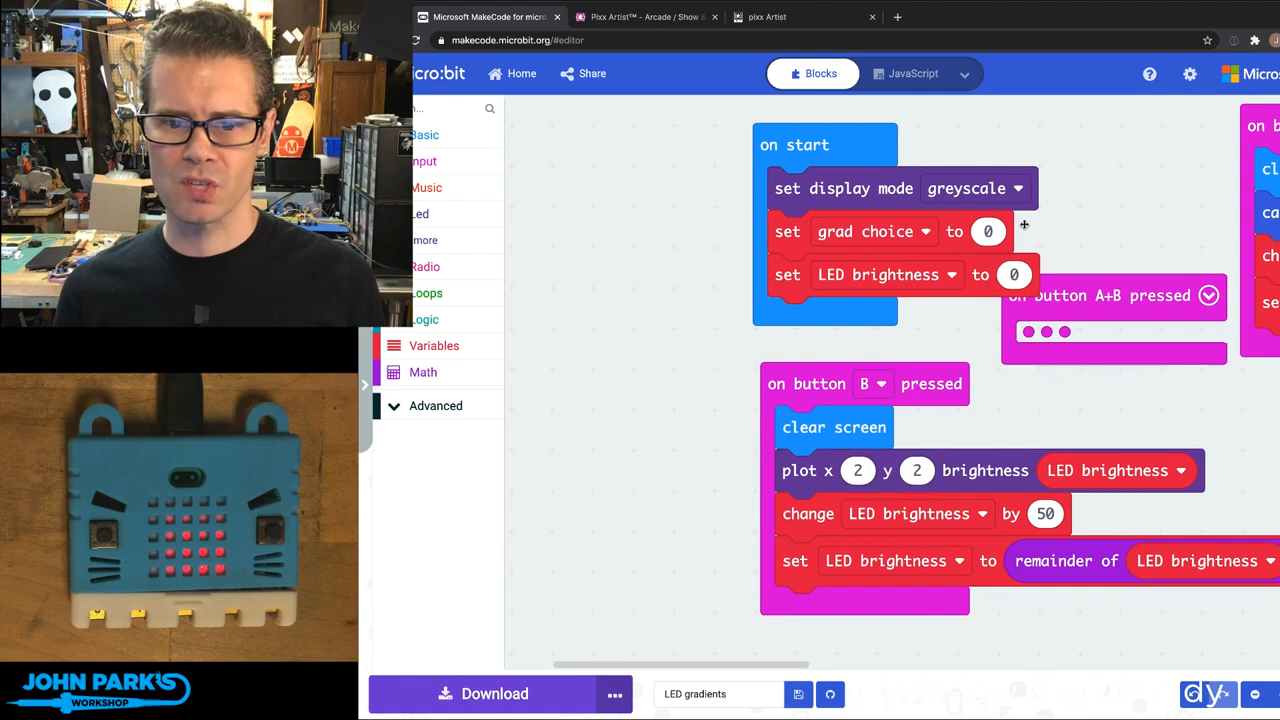 Microsoft MakeCode for micro
Pixx Artist™ - Arcade / Show &
pixx Artist
makecode.microbit.org/#editor
cro:bit
Home
Share
Blocks
JavaScript
Micros
Basic
nput
Music
Led
more
Radio
Loops
Logic
Variables
Math
Advanced
on start
set display mode greyscale
set grad choice to 0
set LED brightness to 0
on button A+B pressed
on b
cl
ca
ch
se
on button B pressed
clear screen
plot x 2 y 2 brightness LED brightness
change LED brightness by 50
set LED brightness to remainder of LED brightness
Download
LED gradients
JOHN PARK'S
WORKSHOP